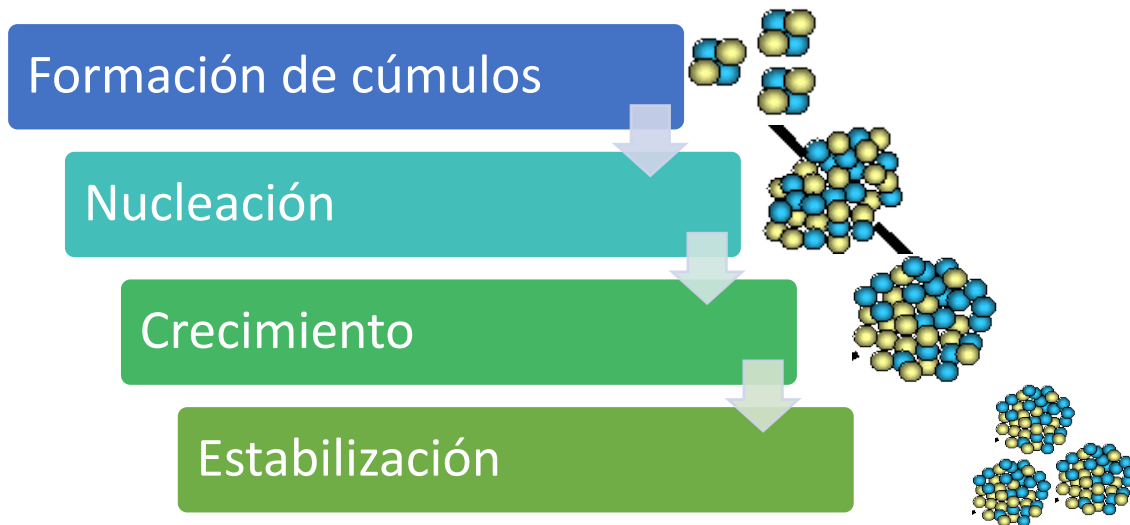 Formación de cúmulos
Nucleación
Crecimiento
Estabilización